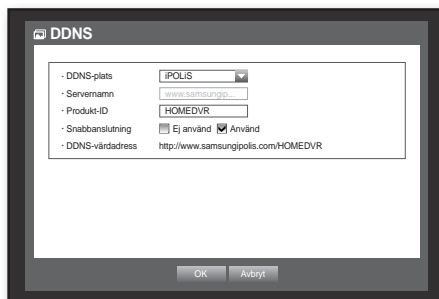 DDNS
· DDNS-plats iPOLiS
· Servernamn www.samsungip...
· Produkt-ID HOMEDVR
· Snabbanslutning Ej använd Använd
· DDNS-värdadress http://www.samsungipolis.com/HOMEDVR
OK Avbryt